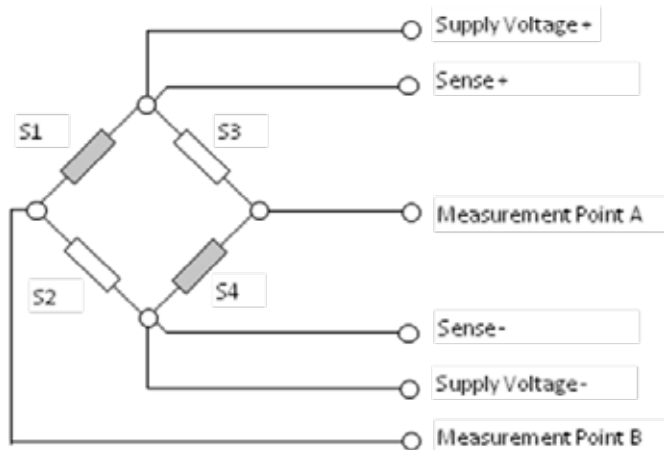 Supply Voltage+
Sense+
S1
S3
Measurement Point A
S2
S4
Sense-
Supply Voltage-
Measurement Point B